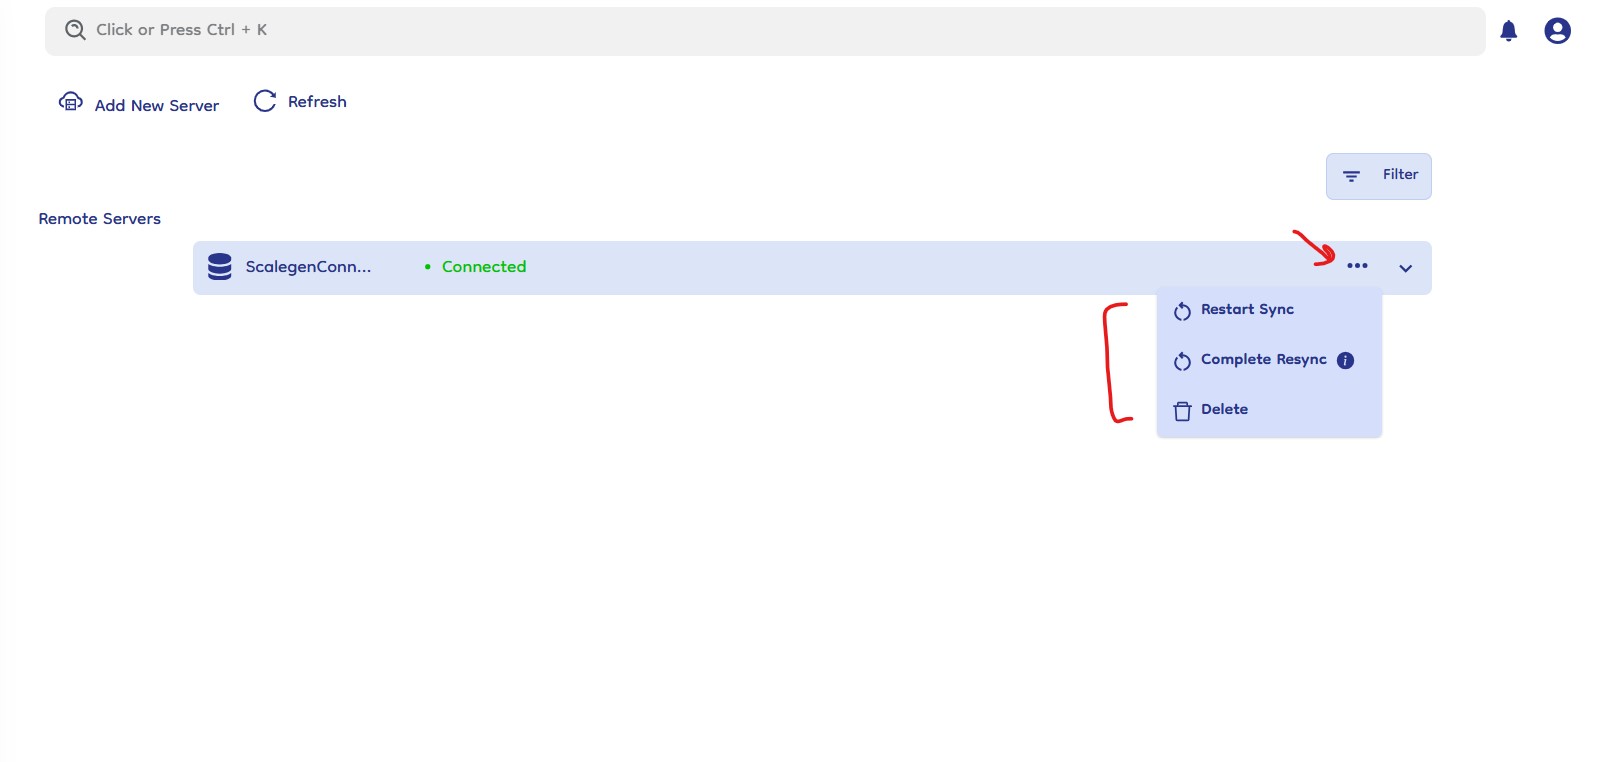 Click or Press Ctrl + K
Add New Server
Refresh
Filter
Remote Servers
ScalegenConn...
Connected
Restart Sync
Complete Resync
Delete